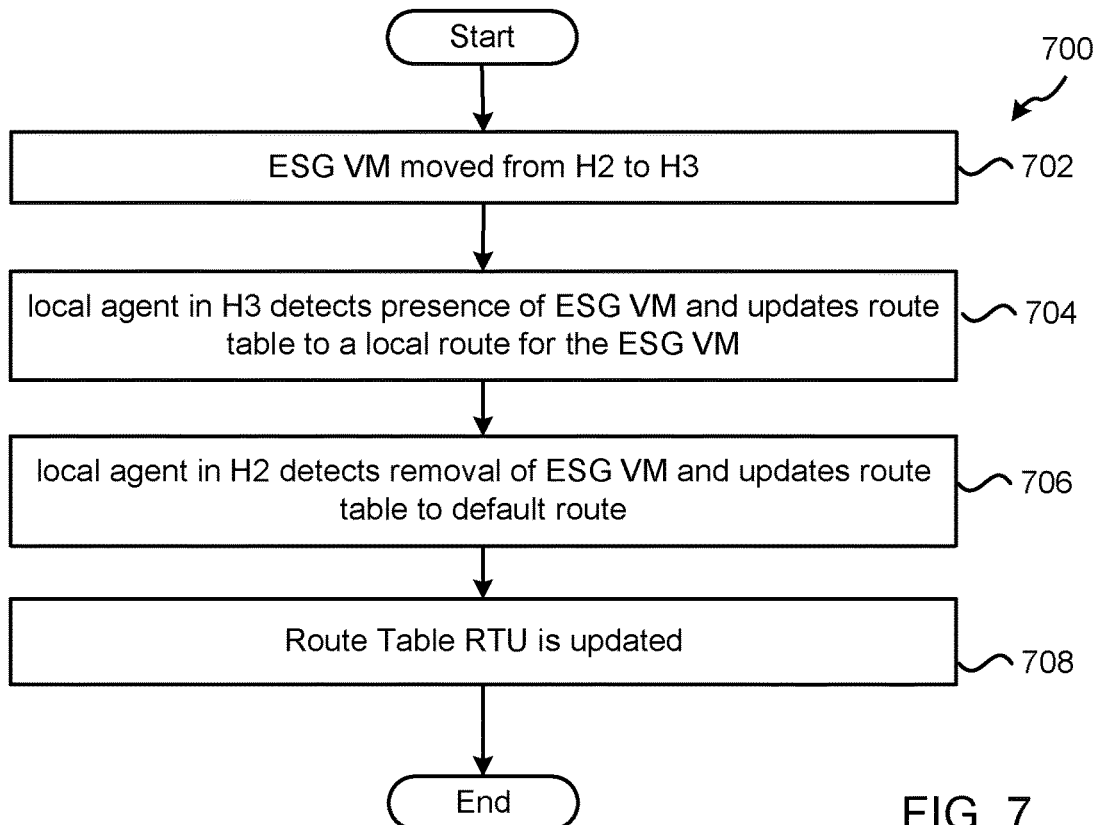 Start
700
ESG VM moved from H2 to H3
702
local agent in H3 detects presence of ESG VM and updates route
table to a local route for the ESG VM
704
local agent in H2 detects removal of ESG VM and updates route
table to default route
706
Route Table RTU is updated
708
End
FIG. 7